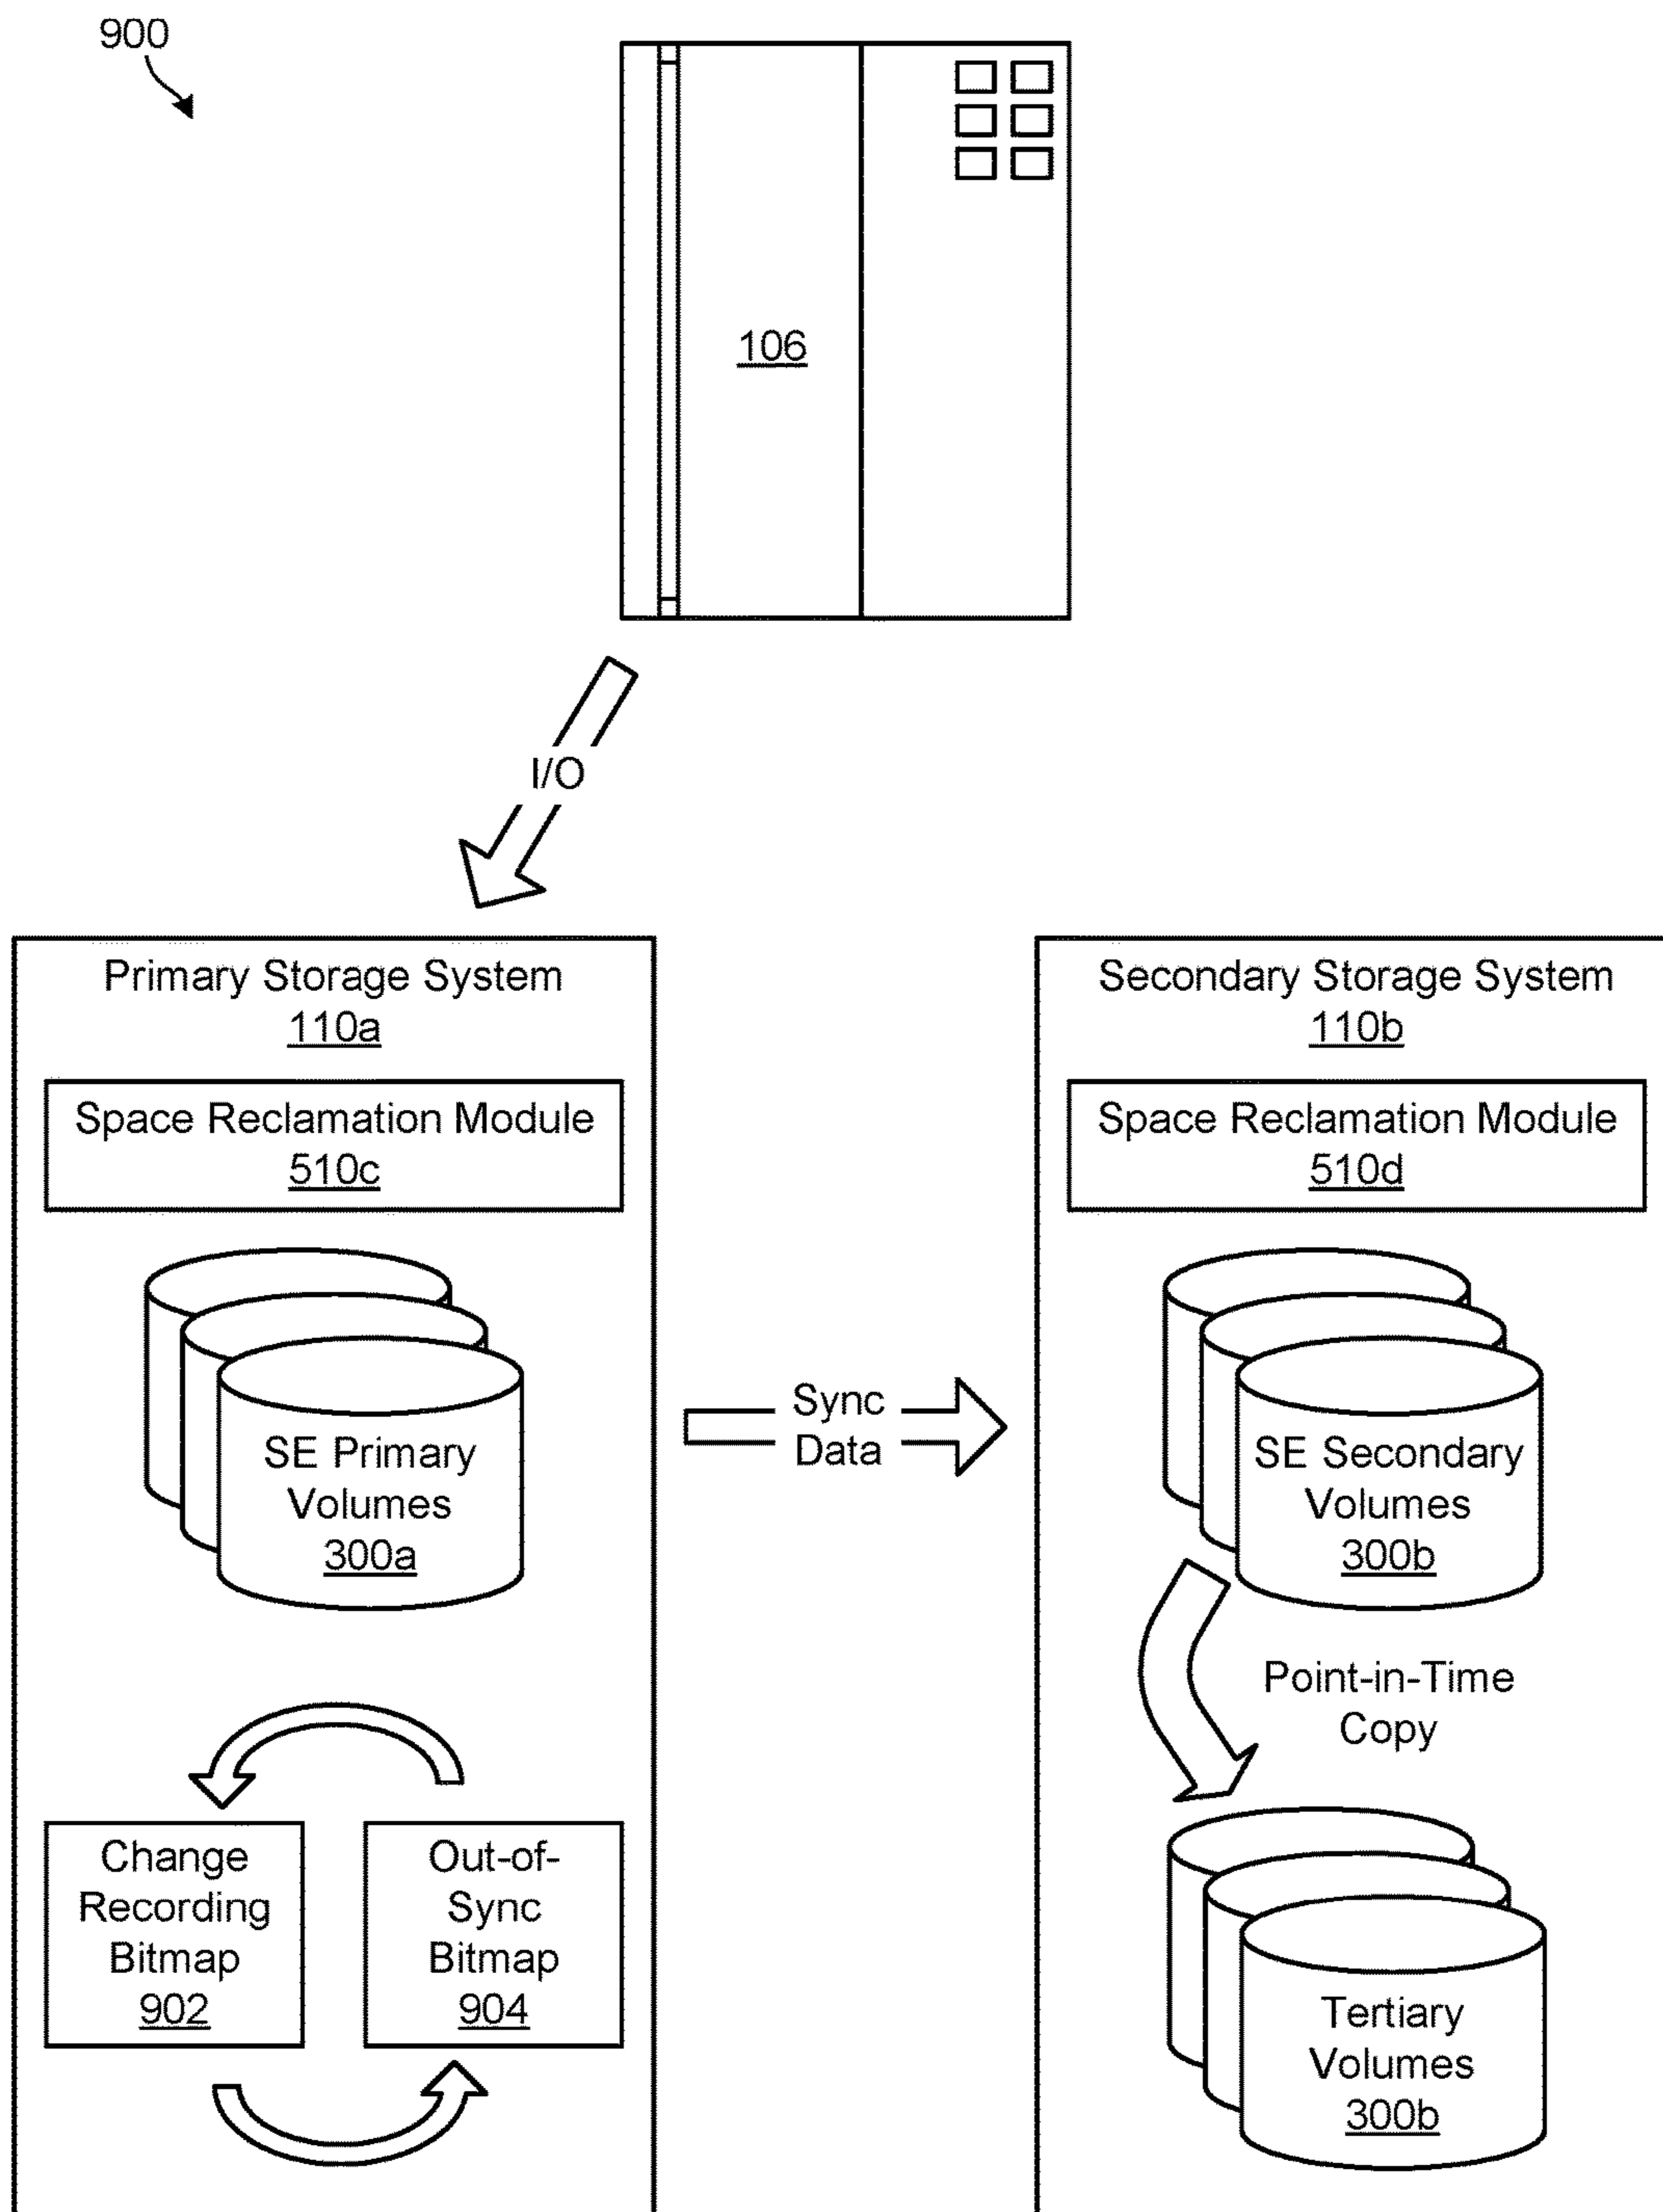 900
106
I/O
Primary Storage System
110a
Space Reclamation Module
510c
SE Primary
Volumes
300a
Change
Recording
Bitmap
902
Out-of-
Sync
Bitmap
904
Sync
Data
Secondary Storage System
110b
Space Reclamation Module
510d
SE Secondary
Volumes
300b
Point-in-Time
Copy
Tertiary
Volumes
300b